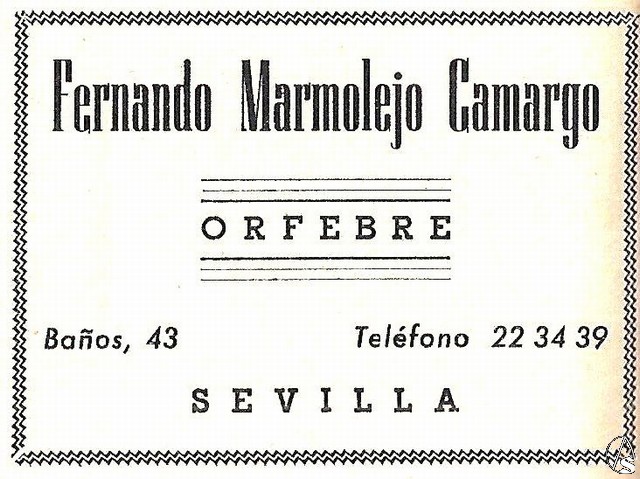 Fernando Marmolejo Camargo
ORFEBRE
Baños, 43 Teléfono 22 34 39
SEVILLA